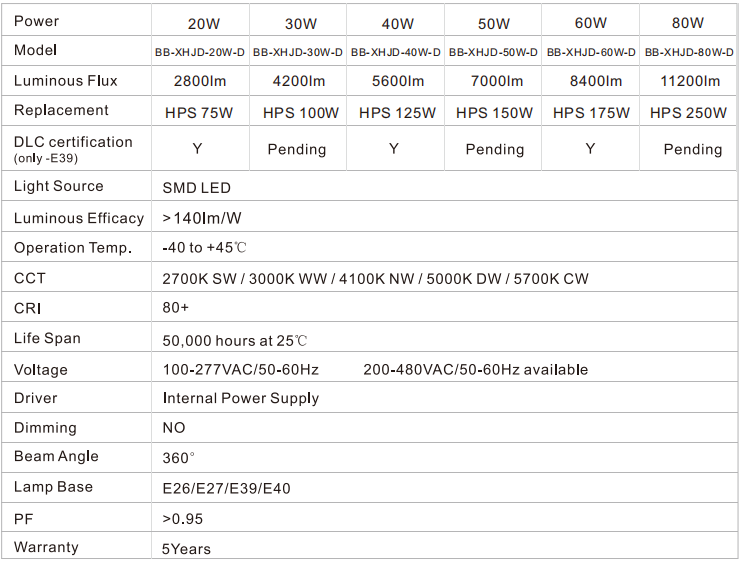 Power 20W 30W 40W 50W 60W 80W
Model BB-XHJD-20W-D BB-XHJD-30W-D BB-XHJD-40W-D BB-XHJD-50W-D BB-XHJD-60W-D BB-XHJD-80W-D
Luminous Flux 2800lm 4200lm 5600lm 7000lm 8400lm 11200lm
Replacement HPS 75W HPS 100W HPS 125W HPS 150W HPS 175W HPS 250W
DLC certification
(only -E39) Y Pending Y Pending Y Pending
Light Source SMD LED
Luminous Efficacy >140lm/W
Operation Temp. -40 to +45℃
CCT 2700K SW / 3000K WW / 4100K NW / 5000K DW / 5700K CW
CRI 80+
Life Span 50,000 hours at 25℃
Voltage 100-277VAC/50-60Hz 200-480VAC/50-60Hz available
Driver Internal Power Supply
Dimming NO
Beam Angle 360°
Lamp Base E26/E27/E39/E40
PF >0.95
Warranty 5Years